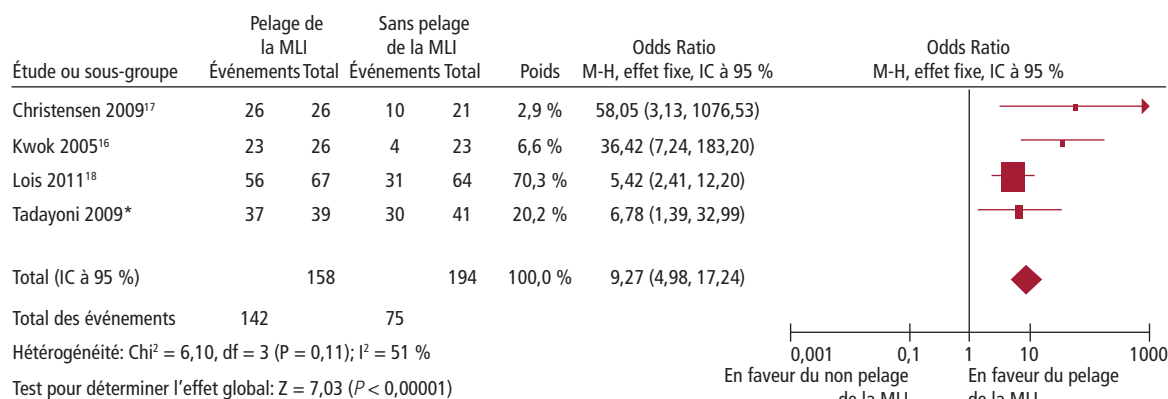 Pelage de Sans pelage
la MLI de la MLI Odds Ratio Odds Ratio
Étude ou sous-groupe Événements Total Événements Total Poids M-H, effet fixe, IC à 95 % M-H, effet fixe, IC à 95 %
Christensen 2009¹⁷ 26 26 10 21 2,9 % 58,05 (3,13, 1076,53)
Kwok 2005¹⁶ 23 26 4 23 6,6 % 36,42 (7,24, 183,20)
Lois 2011¹⁸ 56 67 31 64 70,3 % 5,42 (2,41, 12,20)
Tadayoni 2009* 37 39 30 41 20,2 % 6,78 (1,39, 32,99)
Total (IC à 95 %) 158 194 100,0 % 9,27 (4,98, 17,24)
Total des événements 142 75
Hétérogénéité: Chi² = 6,10, df = 3 (P = 0,11); I² = 51 %
Test pour déterminer l'effet global: Z = 7,03 (P < 0,00001)
0,001 0,1 1 10 1000
En faveur du non pelage En faveur du pelage
de la MLI de la MLI